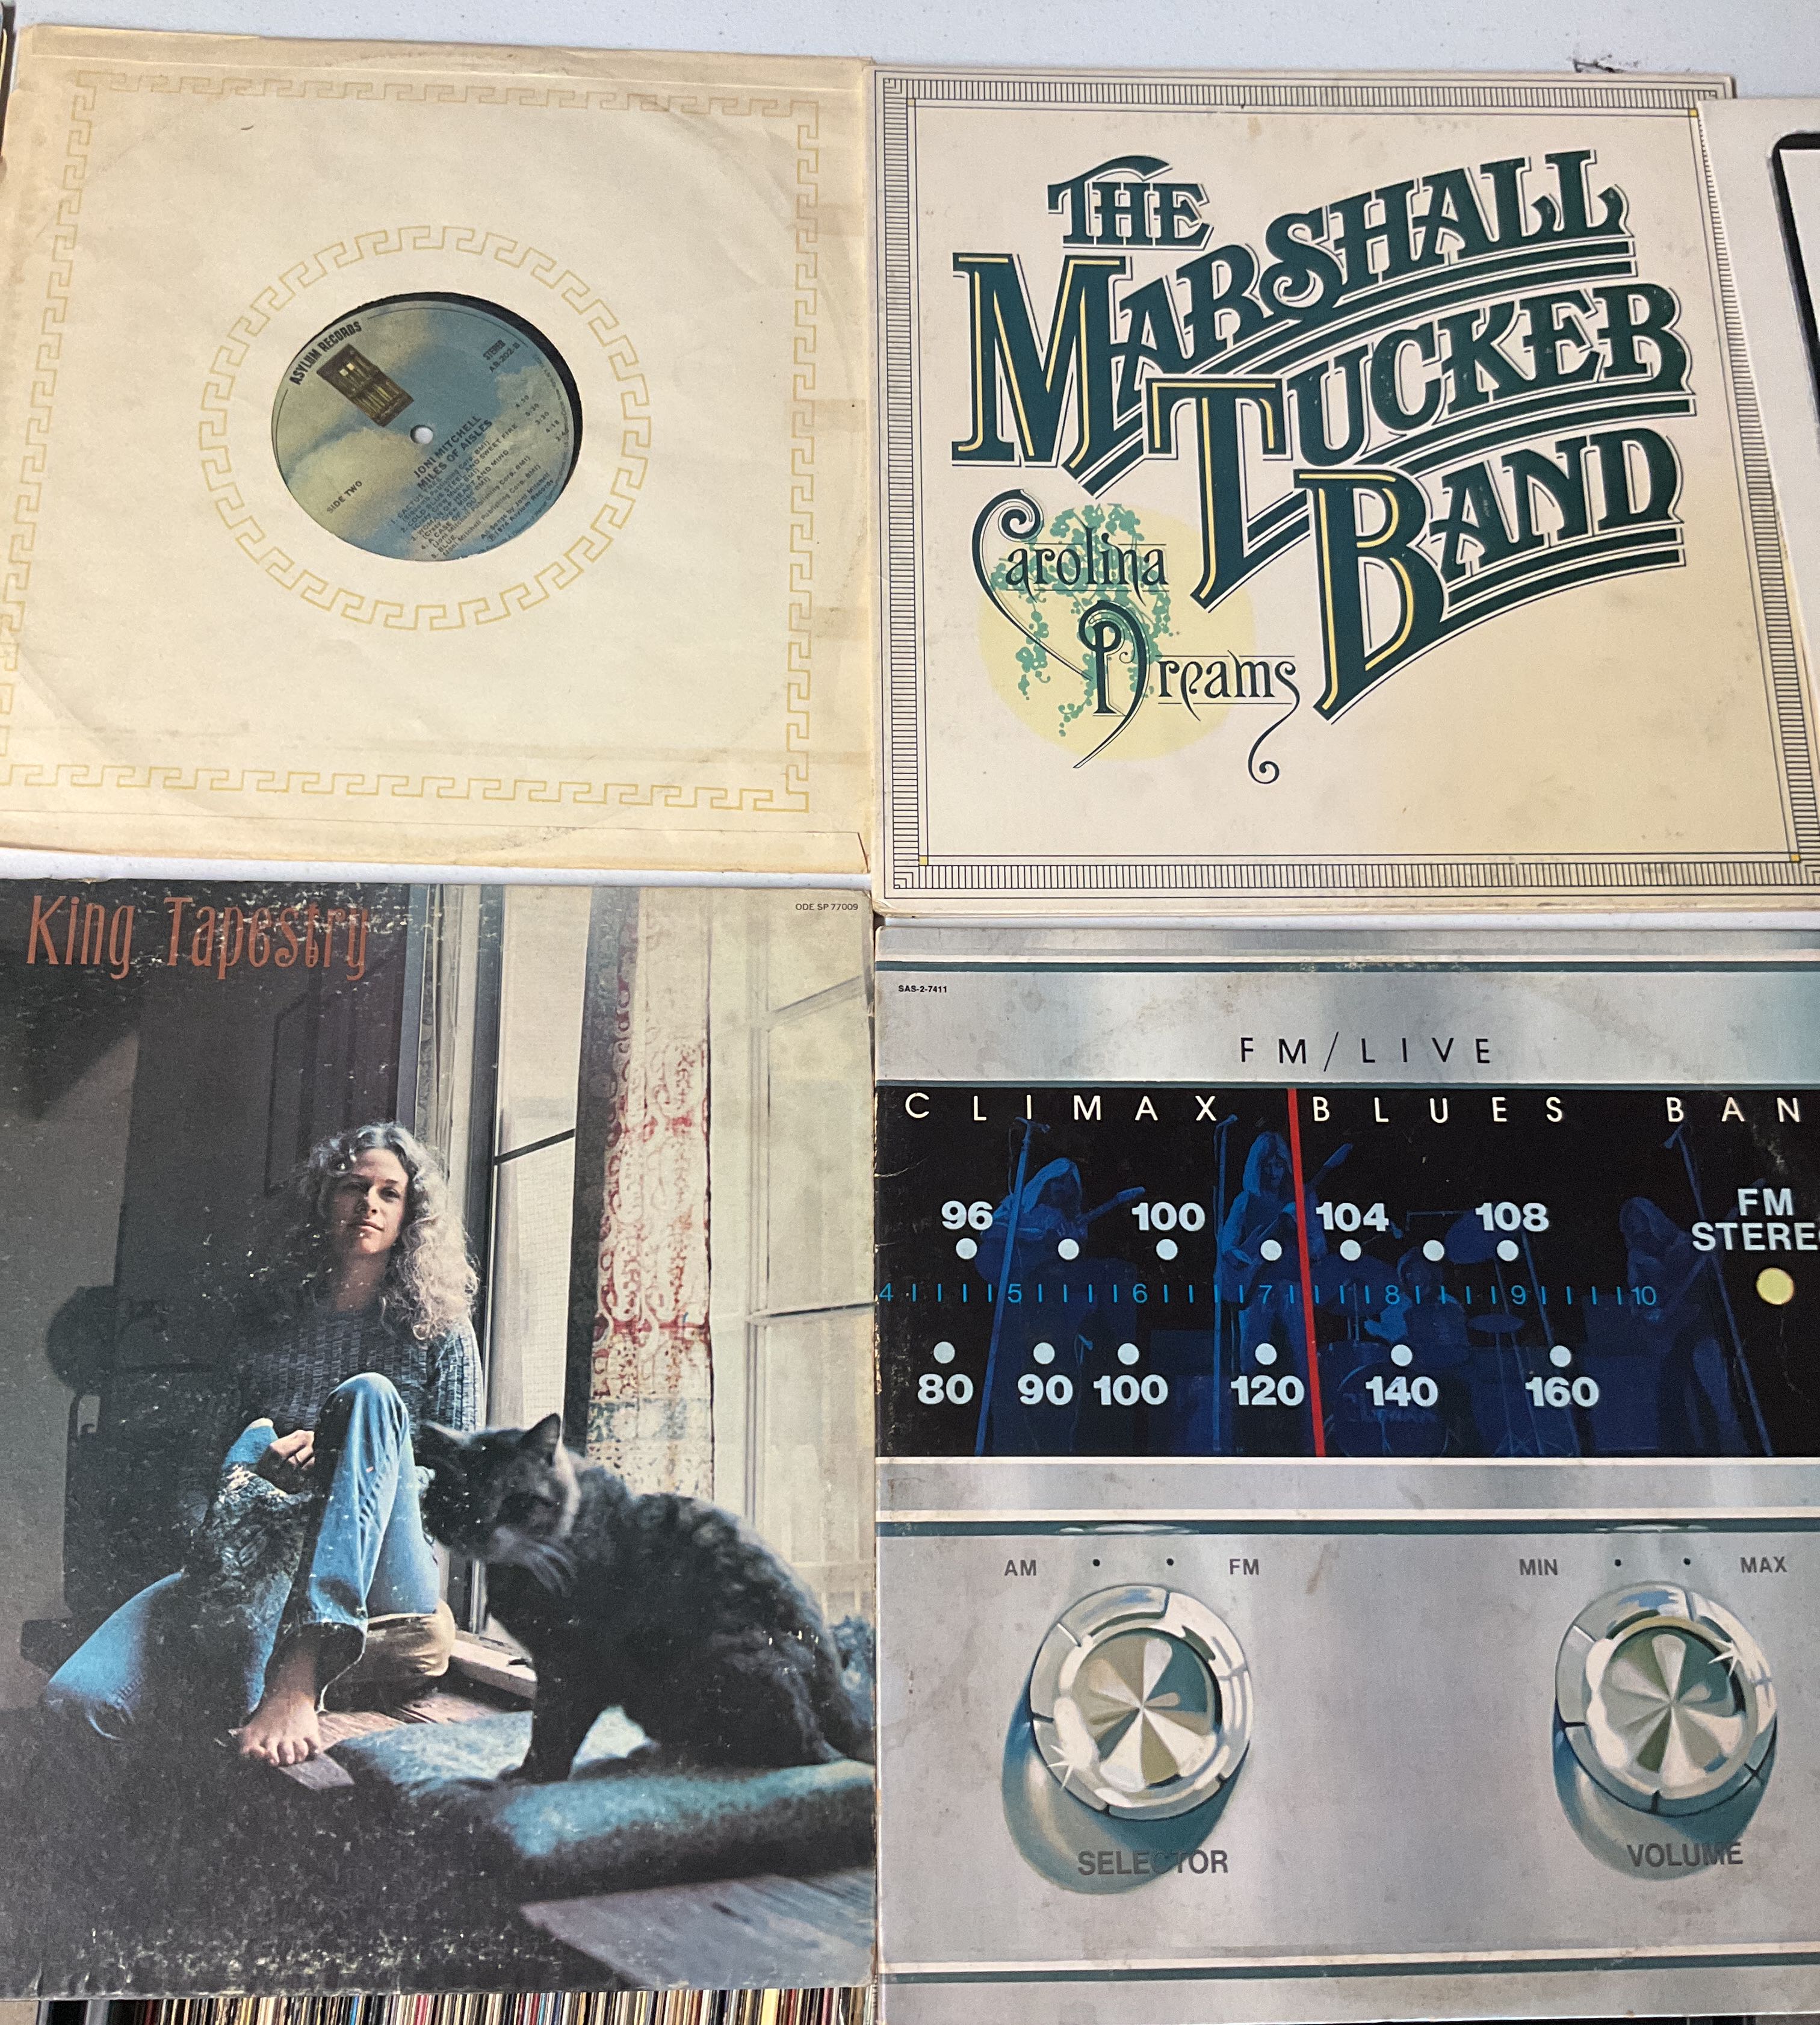 ASYLUM RECORDS
STEREO
JONI MITCHELL
MILES OF AISLES
SIDE TWO
THE
MARSHALL
TUCKER
BAND
Carolina
Dreams
King Tapestry
ODE SP 77009
SAS-2-7411
FM/LIVE
CLIMAX BLUES BAN
96 100 104 108
FM
STERE
4 5 6 7 8 9 10
80 90 100 120 140 160
AM FM
MIN MAX
SELECTOR
VOLUME